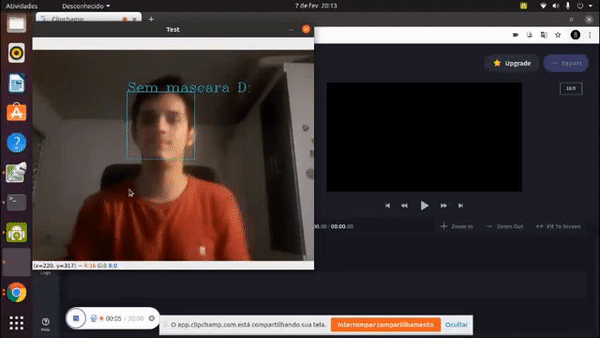 Atividades
Desconhecido
7 de fev 20:13
Clipchamp
Test
Sem mascara D:
Upgrade
Export
16:9
00:00.00
Zoom In
Zoom Out
Fit To Screen
(x=220, y=317) ~ R:16 G:0 B:0
Help
00:05 / 30:00
O app.clipchamp.com está compartilhando sua tela.
Interromper compartilhamento
Ocultar